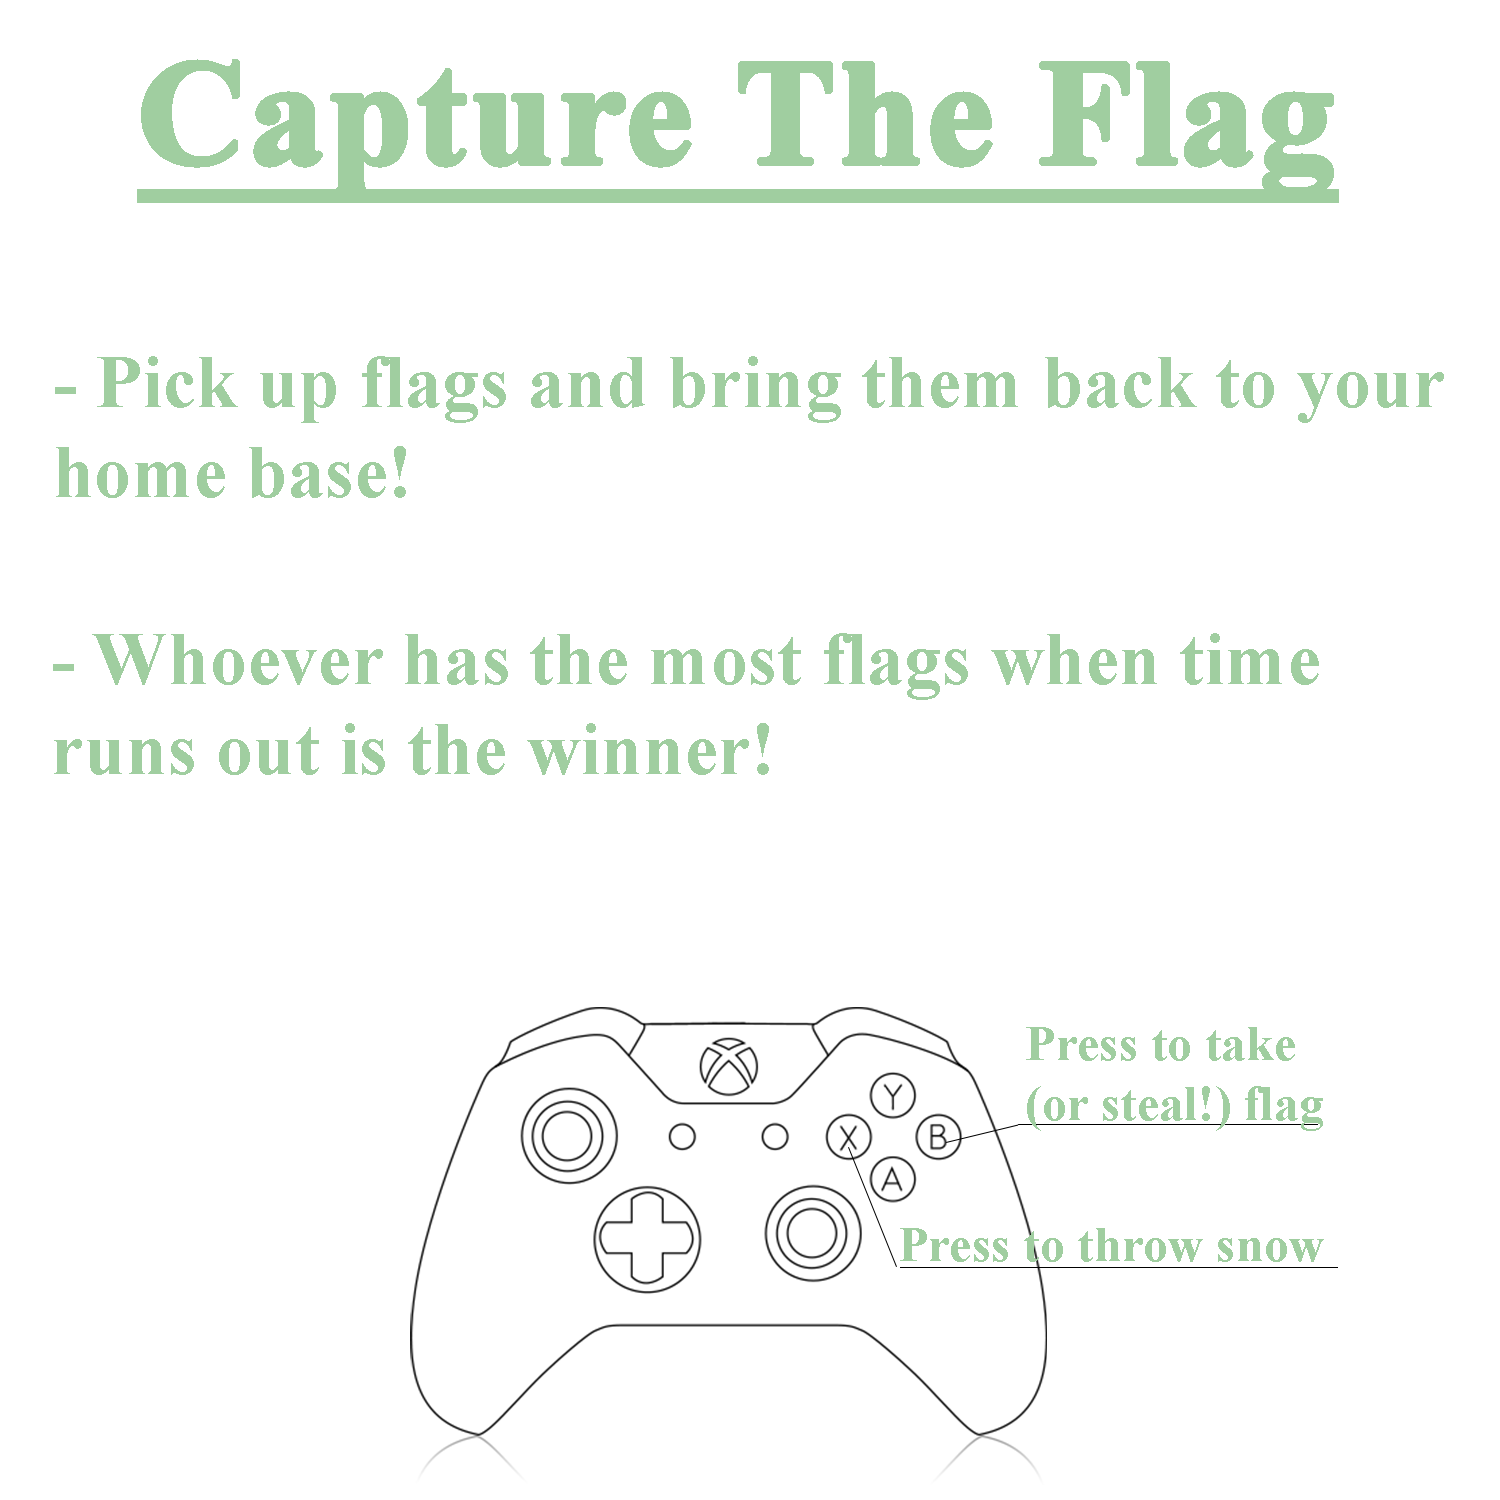 Capture The Flag
- Pick up flags and bring them back to your
home base!
- Whoever has the most flags when time
runs out is the winner!
Press to take
(or steal!) flag
Y
X
B
A
Press to throw snow